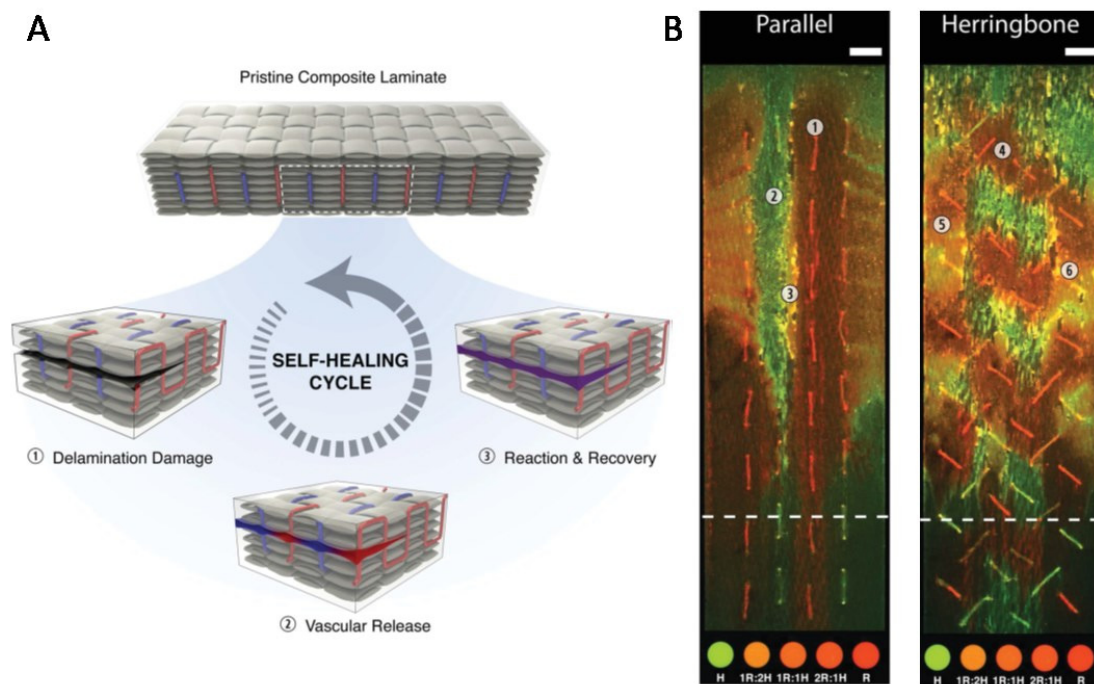 A
Pristine Composite Laminate
SELF-HEALING
CYCLE
① Delamination Damage
③ Reaction & Recovery
② Vascular Release
B
Parallel
①
②
③
H 1R:2H 1R:1H 2R:1H R
Herringbone
④
⑤
⑥
H 1R:2H 1R:1H 2R:1H R